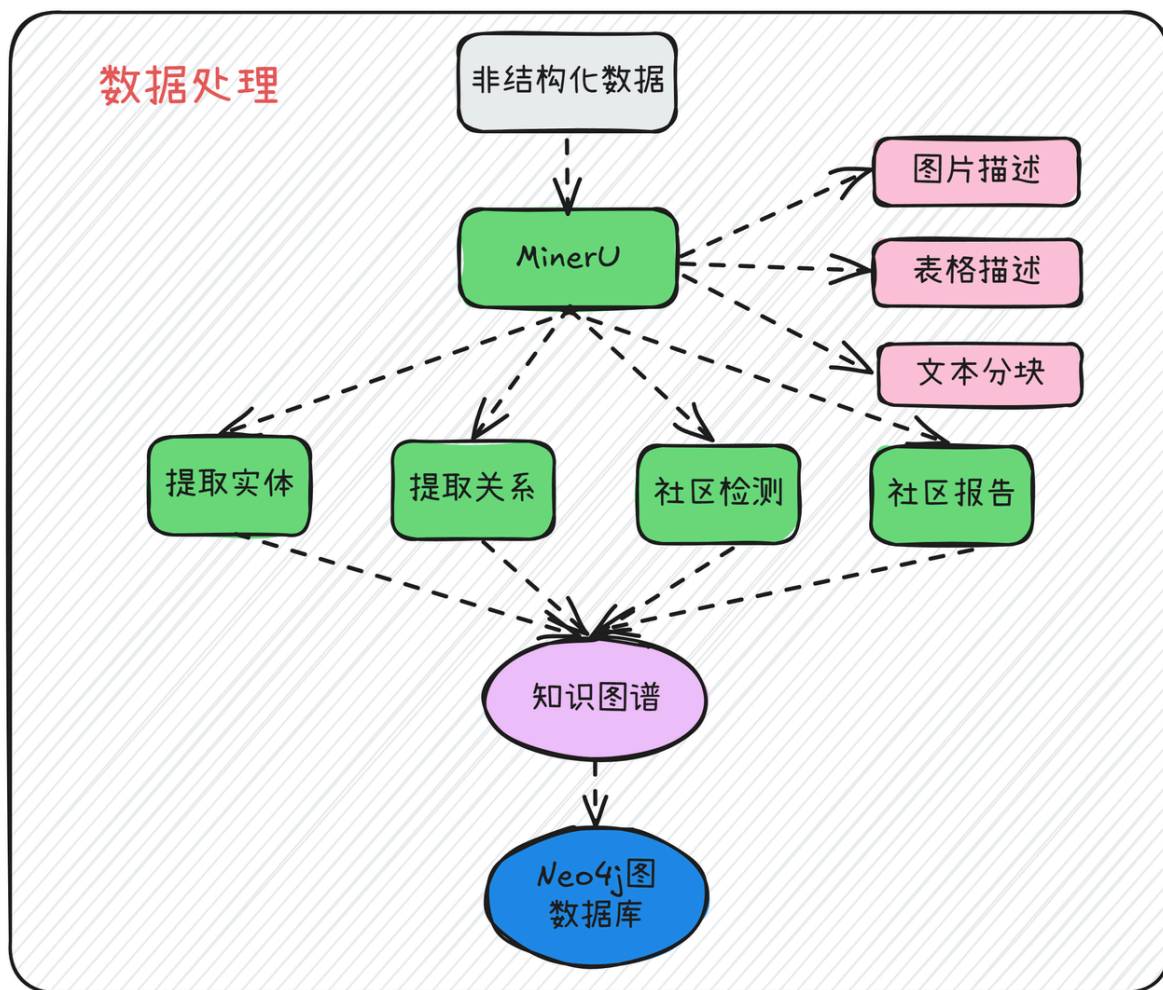 数据处理
非结构化数据
MinerU
图片描述
表格描述
文本分块
提取实体
提取关系
社区检测
社区报告
知识图谱
Neo4j图
数据库